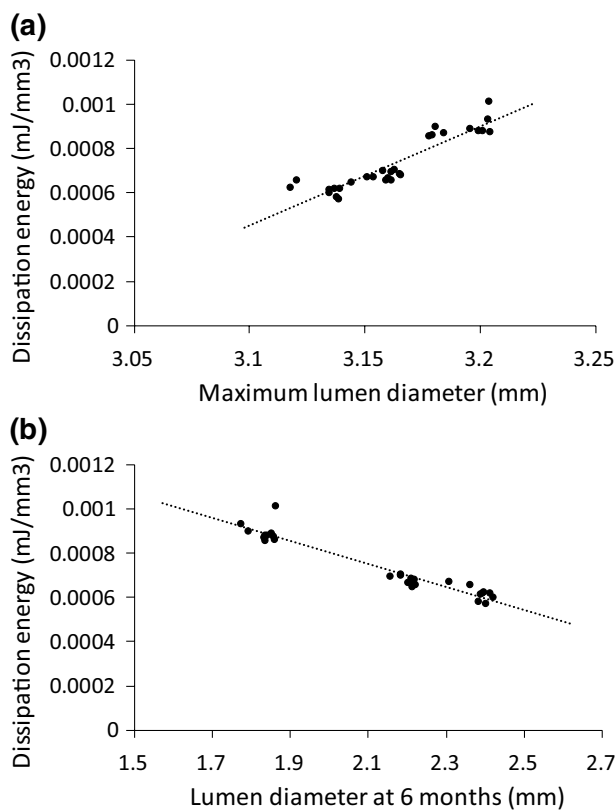 (a)
Dissipation energy (mJ/mm3)
0.0012
0.001
0.0008
0.0006
0.0004
0.0002
0
3.05 3.1 3.15 3.2 3.25
Maximum lumen diameter (mm)
(b)
Dissipation energy (mJ/mm3)
0.0012
0.001
0.0008
0.0006
0.0004
0.0002
0
1.5 1.7 1.9 2.1 2.3 2.5 2.7
Lumen diameter at 6 months (mm)